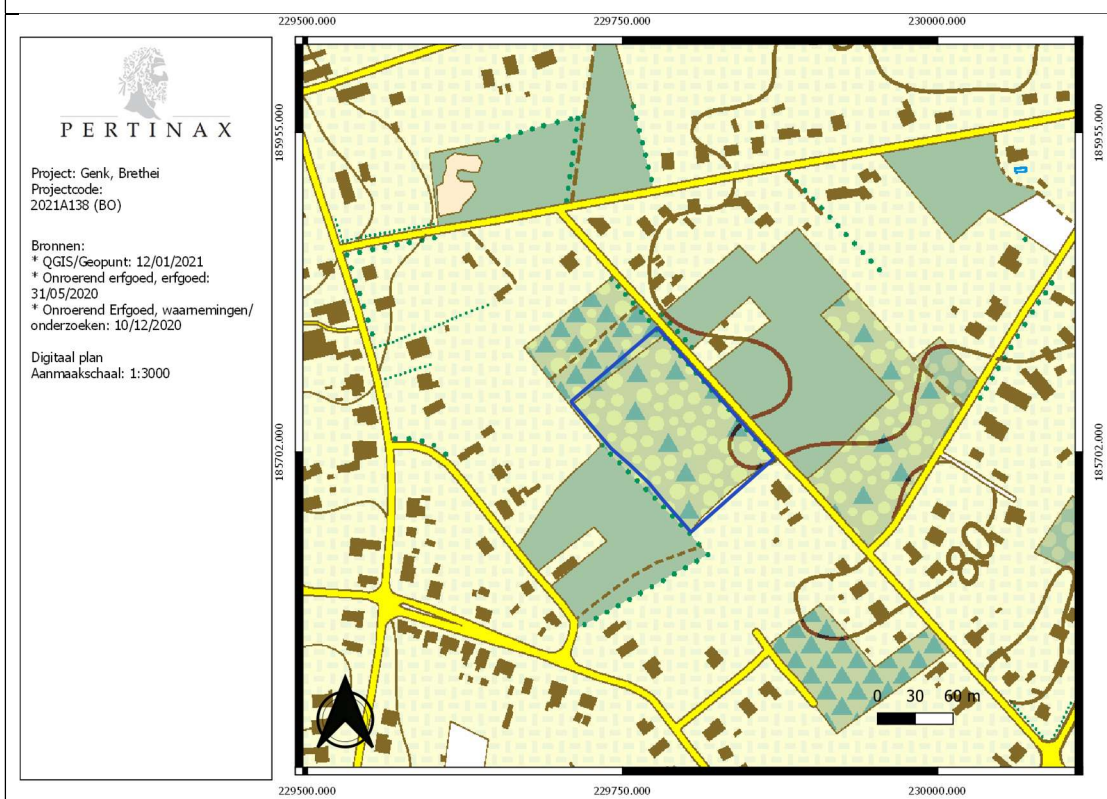 PERTINAX
Project: Genk, Brethei
Projectcode:
2021A138 (BO)
Bronnen:
* QGIS/Geopunt: 12/01/2021
* Onroerend erfgoed, erfgoed:
31/05/2020
* Onroerend Erfgoed, waarnemingen/
onderzoeken: 10/12/2020
Digitaal plan
Aanmaakschaal: 1:3000
229500.000 229750.000 230000.000
185955.000 185955.000
185702.000 185702.000
80
0 30 60 m
229500.000 229750.000 230000.000